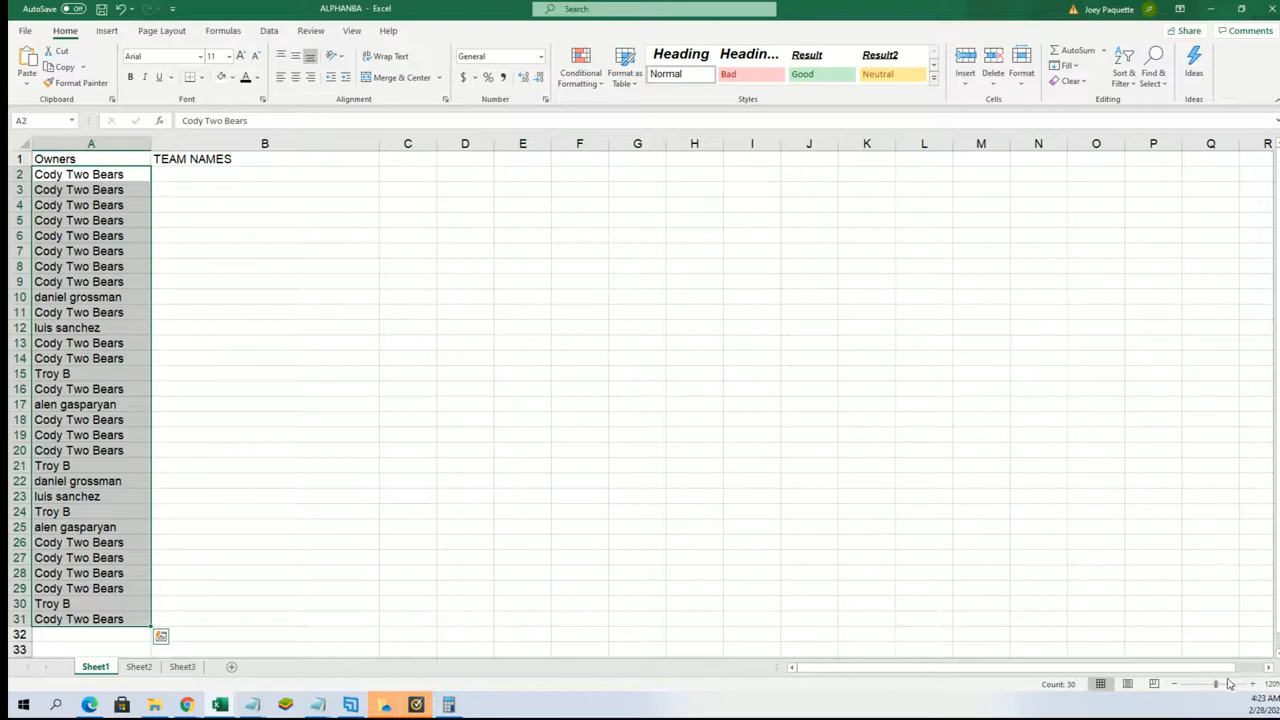 AutoSave Off ALPHANBA - Excel Search Joey Paquette JP
File Home Insert Page Layout Formulas Data Review View Help Share Comments
Paste Cut Copy Format Painter Clipboard
Arial 11 B I U A Font
Wrap Text Merge & Center Alignment
General $ % Number
Conditional Formatting Format as Table
Heading Headin... Result Result2
Normal Bad Good Neutral
Styles
Insert Delete Format Cells
AutoSum Fill Clear Sort & Filter Find & Select Editing
Ideas Ideas
A2 fx Cody Two Bears
A B C D E F G H I J K L M N O P Q R
1 Owners TEAM NAMES
2 Cody Two Bears
3 Cody Two Bears
4 Cody Two Bears
5 Cody Two Bears
6 Cody Two Bears
7 Cody Two Bears
8 Cody Two Bears
9 Cody Two Bears
10 daniel grossman
11 Cody Two Bears
12 luis sanchez
13 Cody Two Bears
14 Cody Two Bears
15 Troy B
16 Cody Two Bears
17 alen gasparyan
18 Cody Two Bears
19 Cody Two Bears
20 Cody Two Bears
21 Troy B
22 daniel grossman
23 luis sanchez
24 Troy B
25 alen gasparyan
26 Cody Two Bears
27 Cody Two Bears
28 Cody Two Bears
29 Cody Two Bears
30 Troy B
31 Cody Two Bears
32
33
Sheet1 Sheet2 Sheet3
Count: 30
4:23 AM